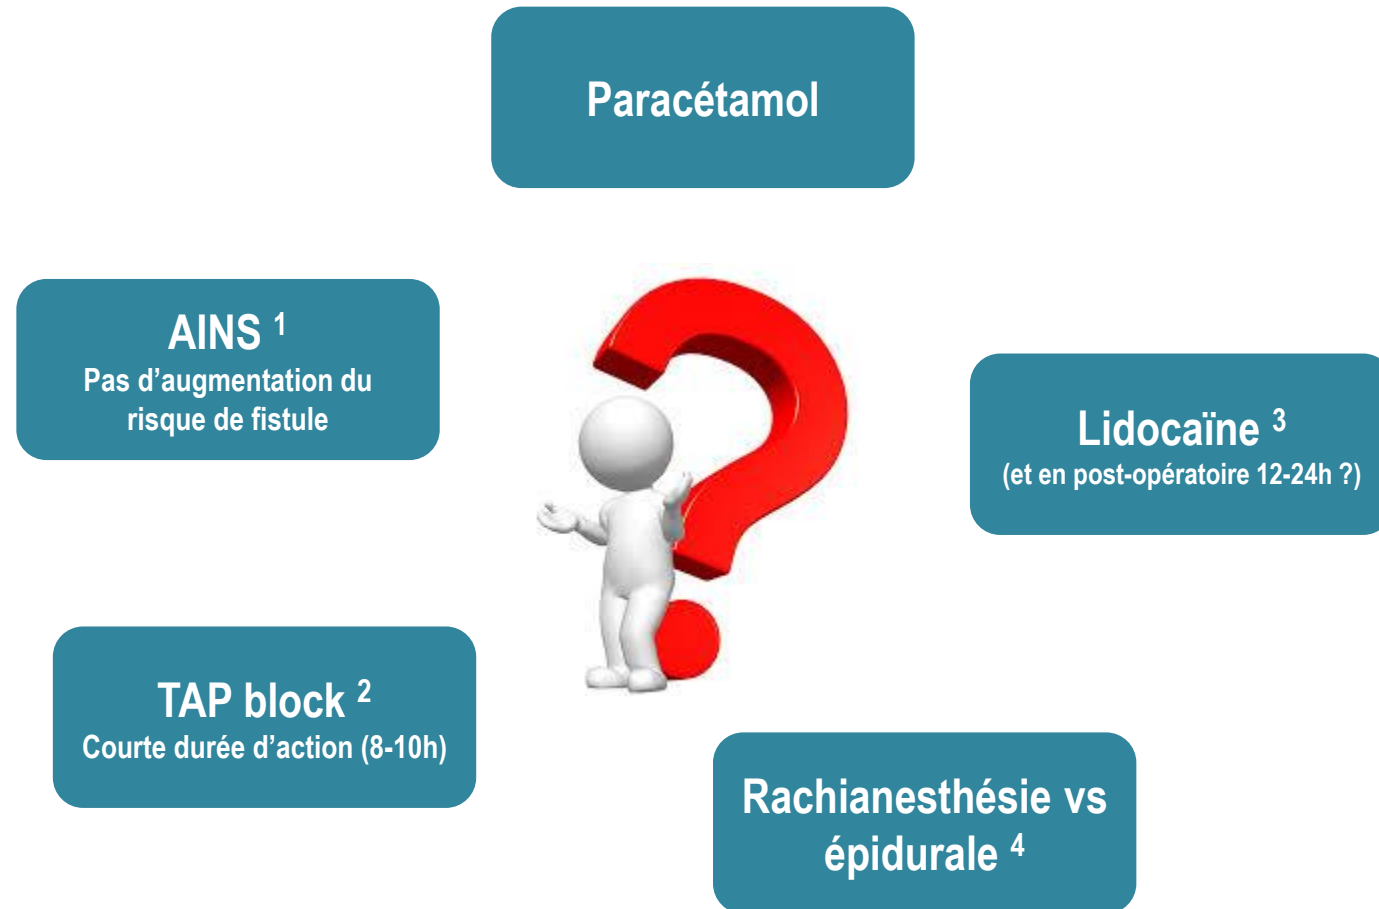 Paracétamol
AINS 1
Pas d’augmentation du
risque de fistule
Lidocaïne 3
(et en post-opératoire 12-24h ?)
TAP block 2
Courte durée d’action (8-10h)
Rachianesthésie vs
épidurale 4